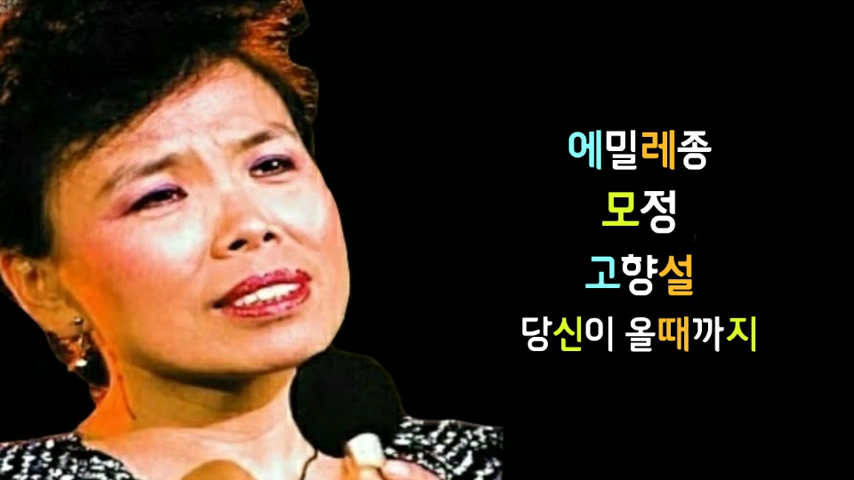 에밀레종
모정
고향설
당신이 올때까지